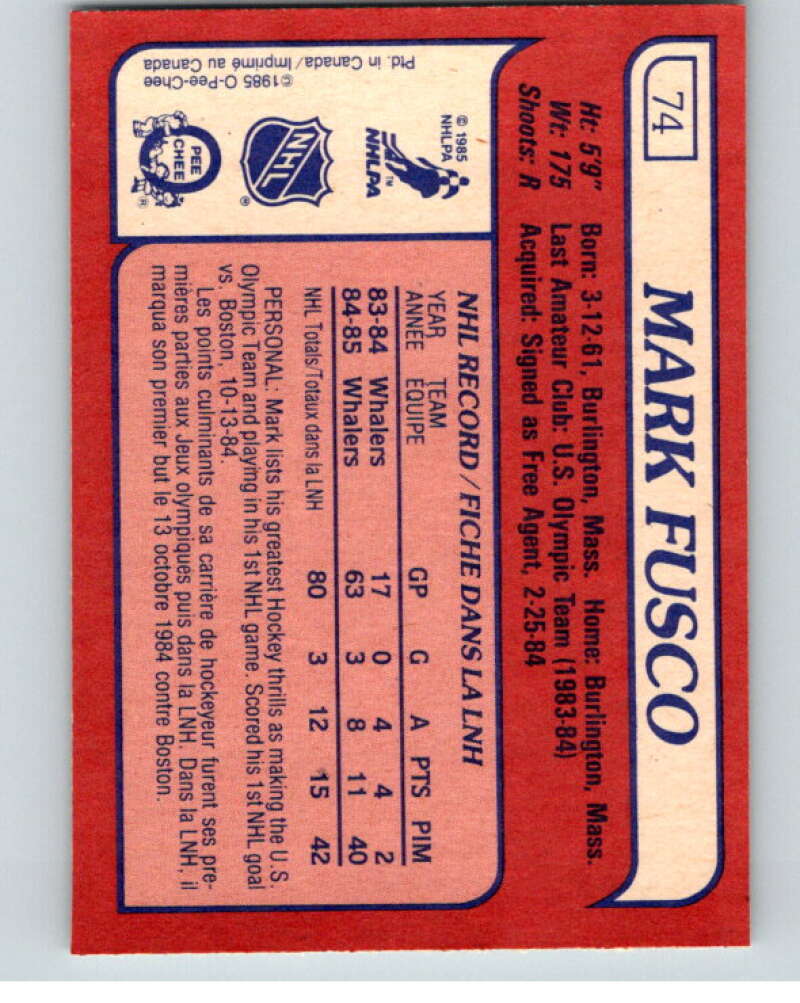 74
MARK FUSCO
Ht: 5'9" Born: 3-12-61, Burlington, Mass. Home: Burlington, Mass.
Wt: 175 Last Amateur Club: U.S. Olympic Team (1983-84)
Shoots: R Acquired: Signed as Free Agent, 2-25-84
NHL RECORD/FICHE DANS LA LNH
YEAR TEAM
ANNÉE ÉQUIPE GP G A PTS PIM
83-84 Whalers 17 0 4 4 2
84-85 Whalers 63 3 8 11 40
NHL Totals/Totaux dans la LNH 80 3 12 15 42
PERSONAL: Mark lists his greatest Hockey thrills as making the U.S.
Olympic Team and playing in his 1st NHL game. Scored his 1st NHL goal
vs. Boston, 10-13-84.
Les points culminants de sa carrière de hockeyeur furent ses pre-
mières parties aux Jeux olympiques puis dans la LNH. Dans la LNH, il
marqua son premier but le 13 octobre 1984 contre Boston.
© 1985
NHLPA
NHLPA
™
NHL
®
O
PEE
CHEE
®
©1985 O-Pee-Chee
Ptd. in Canada/Imprimé au Canada